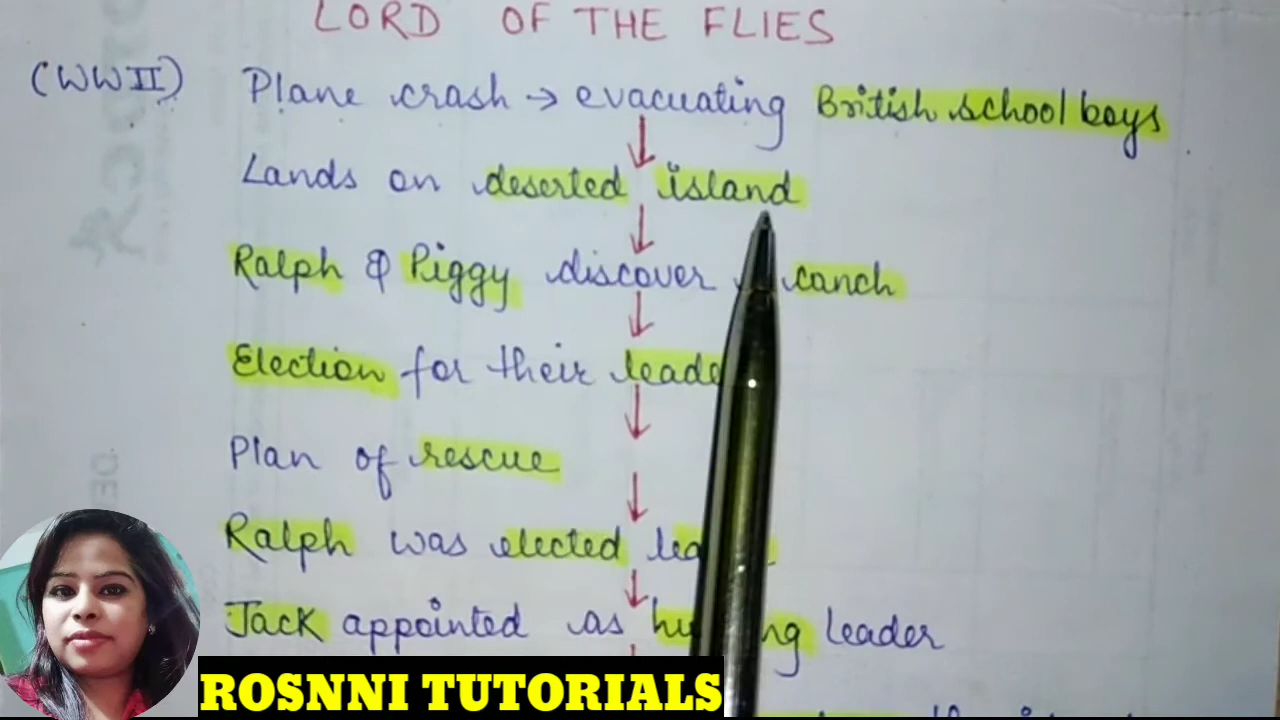 LORD OF THE FLIES
(WWII) Plane crash → evacuating British school boys
Lands on deserted island
Ralph & Piggy discover canch
Election for their
Plan of rescue
Ralph was elected
Jack appointed as leader
ROSNNI TUTORIALS